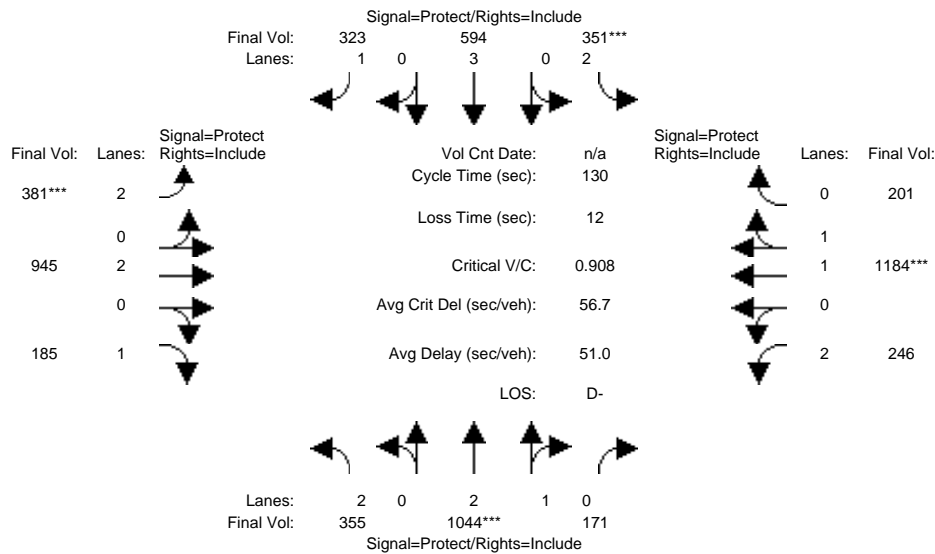 Signal=Protect/Rights=Include
Final Vol: 323 594 351***
Lanes: 1 0 3 0 2
Signal=Protect Signal=Protect
Final Vol: Lanes: Rights=Include Vol Cnt Date: n/a Rights=Include Lanes: Final Vol:
Cycle Time (sec): 130
381*** 2 0 201
Loss Time (sec): 12
0 1
945 2 Critical V/C: 0.908 1 1184***
0 Avg Crit Del (sec/veh): 56.7 0
185 1 Avg Delay (sec/veh): 51.0 2 246
LOS: D-
Lanes: 2 0 2 1 0
Final Vol: 355 1044*** 171
Signal=Protect/Rights=Include